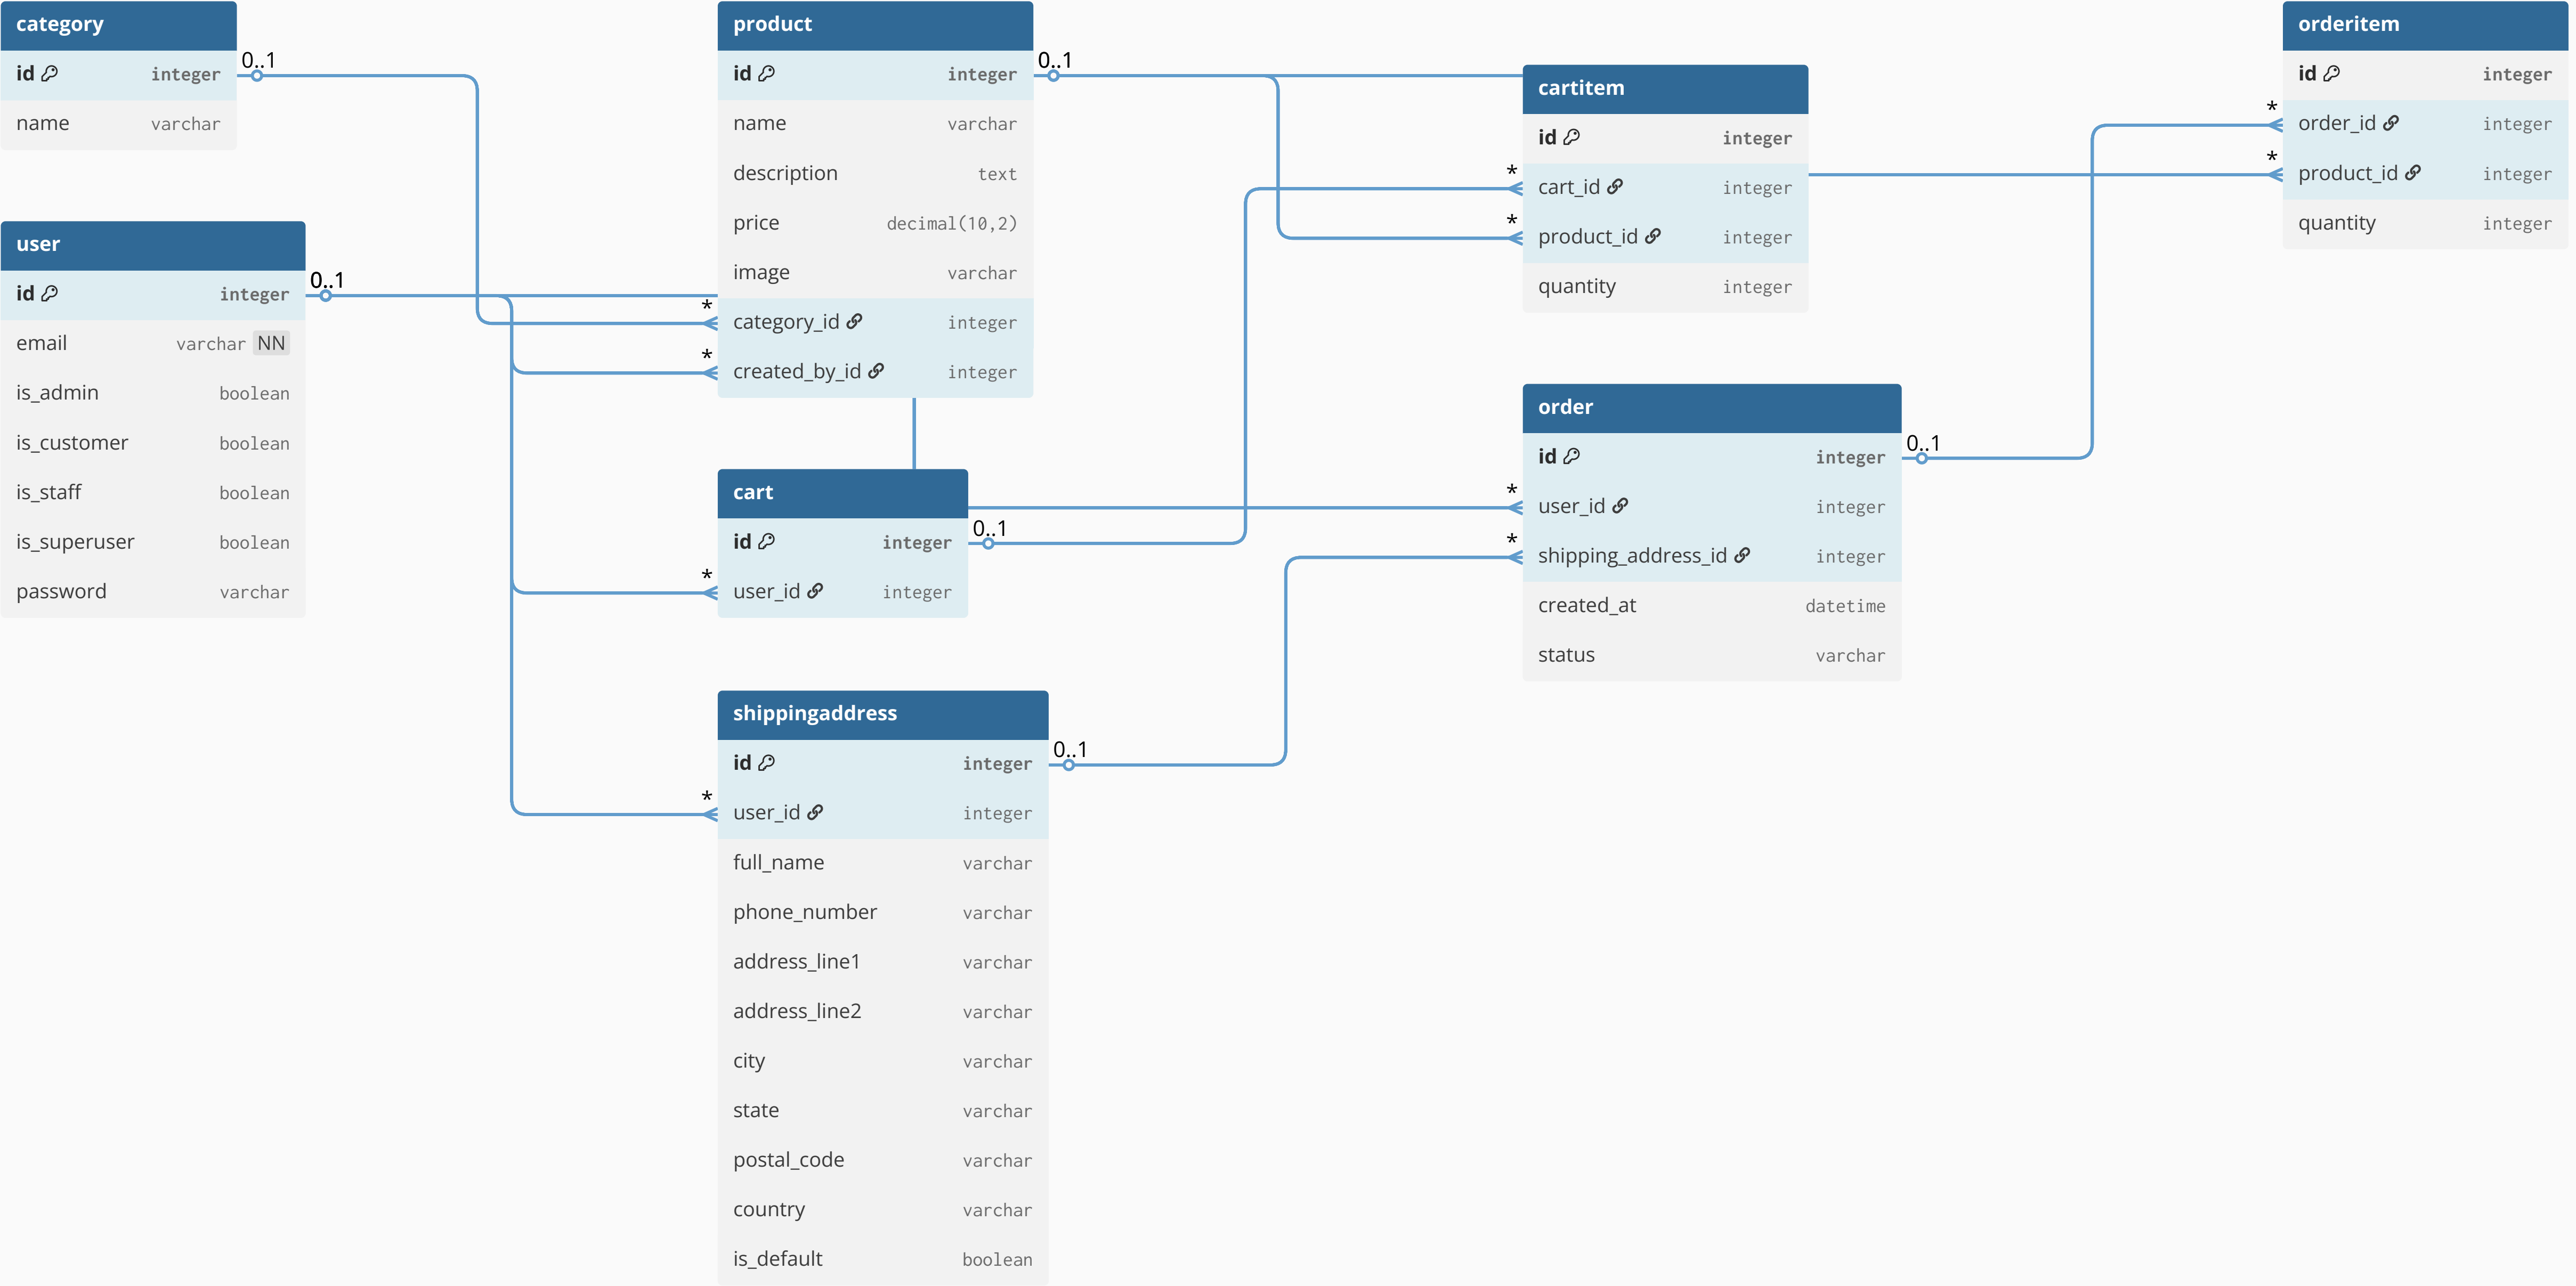 category
id integer
name varchar
0..1
user
id integer
email varchar NN
is_admin boolean
is_customer boolean
is_staff boolean
is_superuser boolean
password varchar
0..1
product
id integer
name varchar
description text
price decimal(10,2)
image varchar
category_id integer
created_by_id integer
0..1
*
*
cart
id integer
user_id integer
0..1
*
shippingaddress
id integer
user_id integer
full_name varchar
phone_number varchar
address_line1 varchar
address_line2 varchar
city varchar
state varchar
postal_code varchar
country varchar
is_default boolean
0..1
*
cartitem
id integer
cart_id integer
product_id integer
quantity integer
*
*
order
id integer
user_id integer
shipping_address_id integer
created_at datetime
status varchar
0..1
*
*
orderitem
id integer
order_id integer
product_id integer
quantity integer
*
*